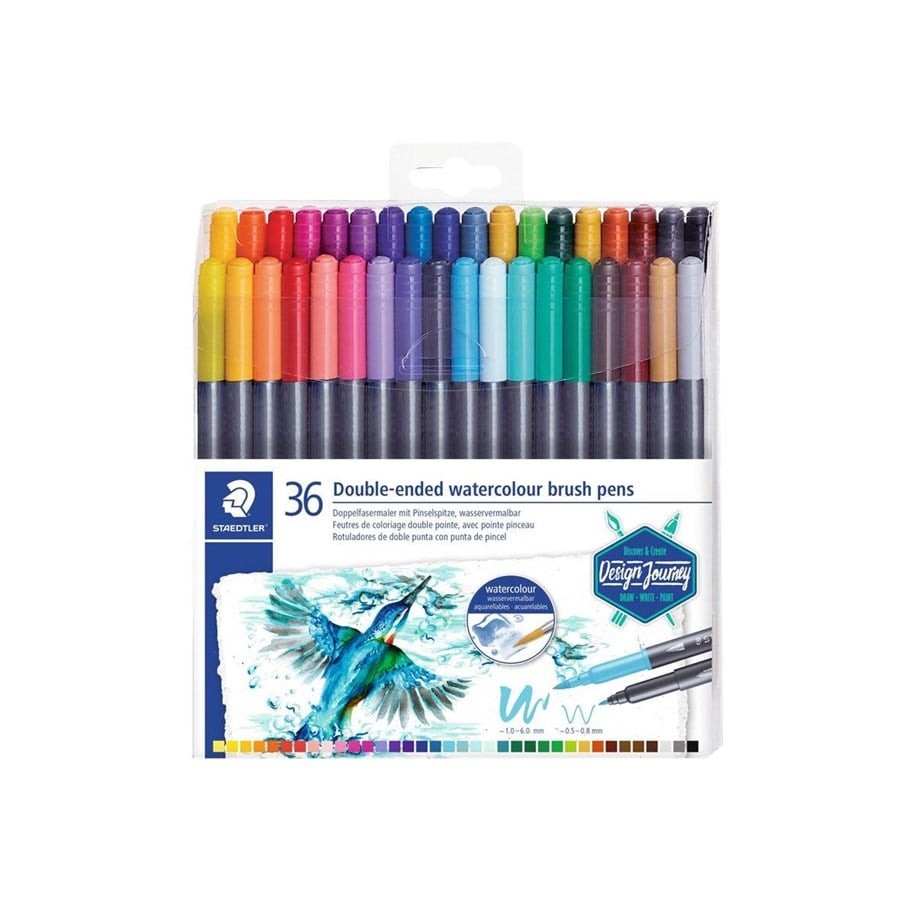 STAEDTLER
36
Double-ended watercolour brush pens
Doppelfasermaler mit Pinselspitze, wasservermalbar
Feutres de coloriage double pointe, avec pointe pinceau
Rotuladores de doble punta con punta de pincel
Discover & Create
Design Journey
DRAW · WRITE · PAINT
watercolour
wasservermalbar
aquarellables · acuarelables
~1.0-6.0 mm
~0.5-0.8 mm